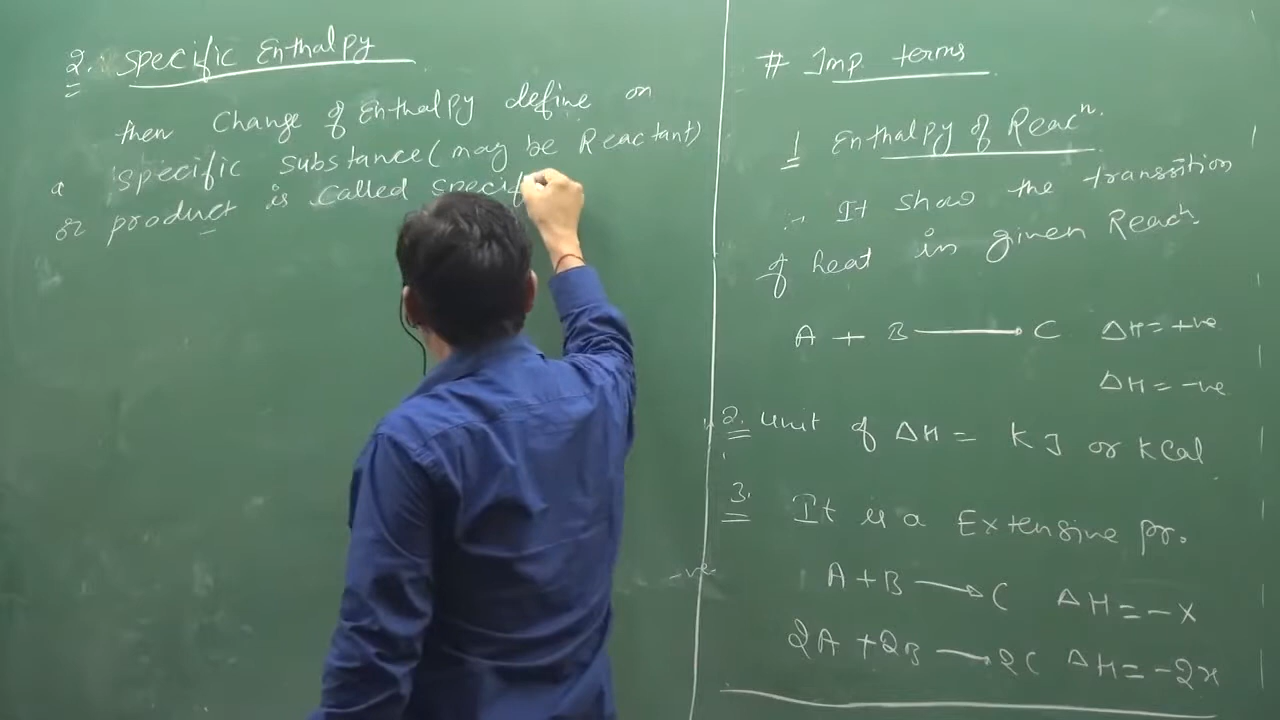 2. Specific Enthalpy
then Change of Enthalpy define on
a specific substance (may be Reactant)
or product is called specif
# Imp. terms
1 Enthalpy of Reacⁿ.
:- It show the transition
of heat in given Reacⁿ.
A + B ⟶ C ΔH = +ve
ΔH = -ve
2. unit of ΔH = KJ or KCal
3. It is a Extensive pr.
-ve
A + B ⟶ C ΔH = -x
2A + 2B ⟶ 2C ΔH = -2x